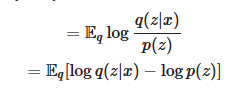 = 𝔼_q log q(z|x) / p(z)
= 𝔼_q[log q(z|x) − log p(z)]